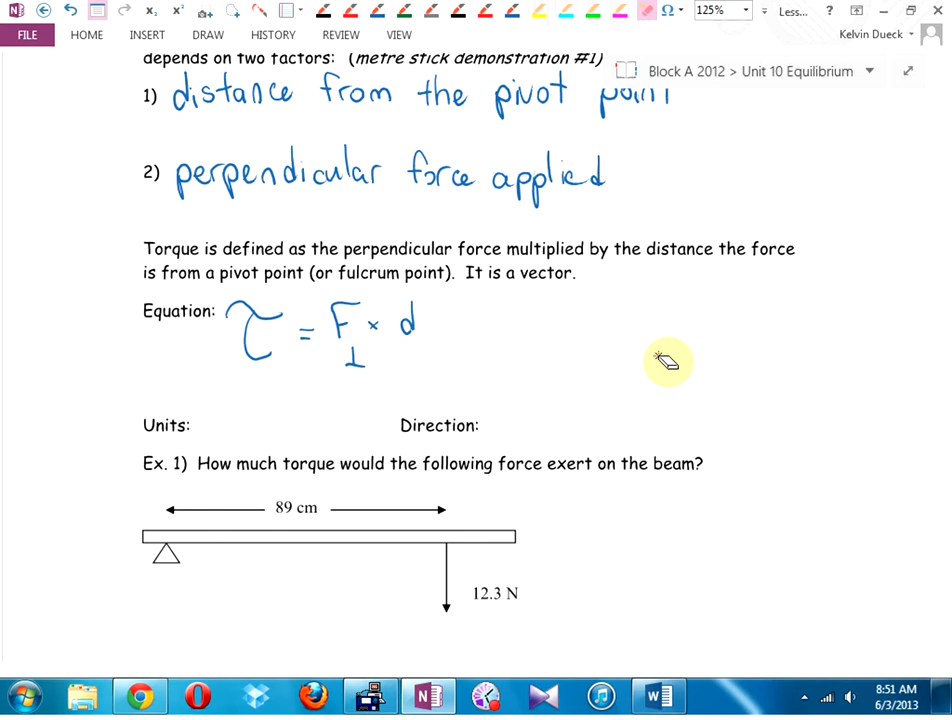 125%
Less...
?
FILE
HOME
INSERT
DRAW
HISTORY
REVIEW
VIEW
Kelvin Dueck
depends on two factors: (metre stick demonstration #1)
Block A 2012 > Unit 10 Equilibrium
1) distance from the pivot point
2) perpendicular force applied
Torque is defined as the perpendicular force multiplied by the distance the force
is from a pivot point (or fulcrum point). It is a vector.
Equation: τ = F⊥ × d
Units: Direction:
Ex. 1) How much torque would the following force exert on the beam?
89 cm
12.3 N
8:51 AM
6/3/2013